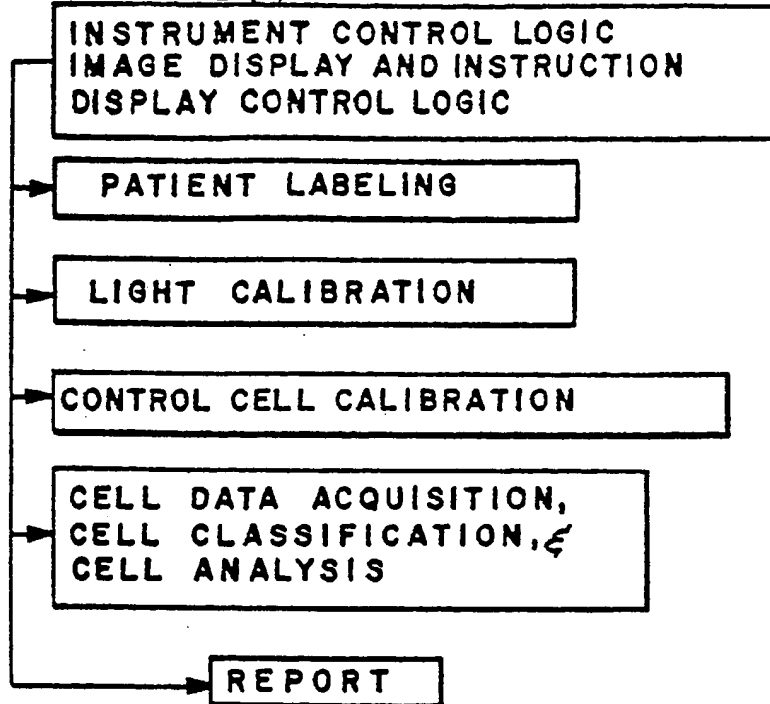 INSTRUMENT CONTROL LOGIC
IMAGE DISPLAY AND INSTRUCTION
DISPLAY CONTROL LOGIC
PATIENT LABELING
LIGHT CALIBRATION
CONTROL CELL CALIBRATION
CELL DATA ACQUISITION,
CELL CLASSIFICATION, &
CELL ANALYSIS
REPORT